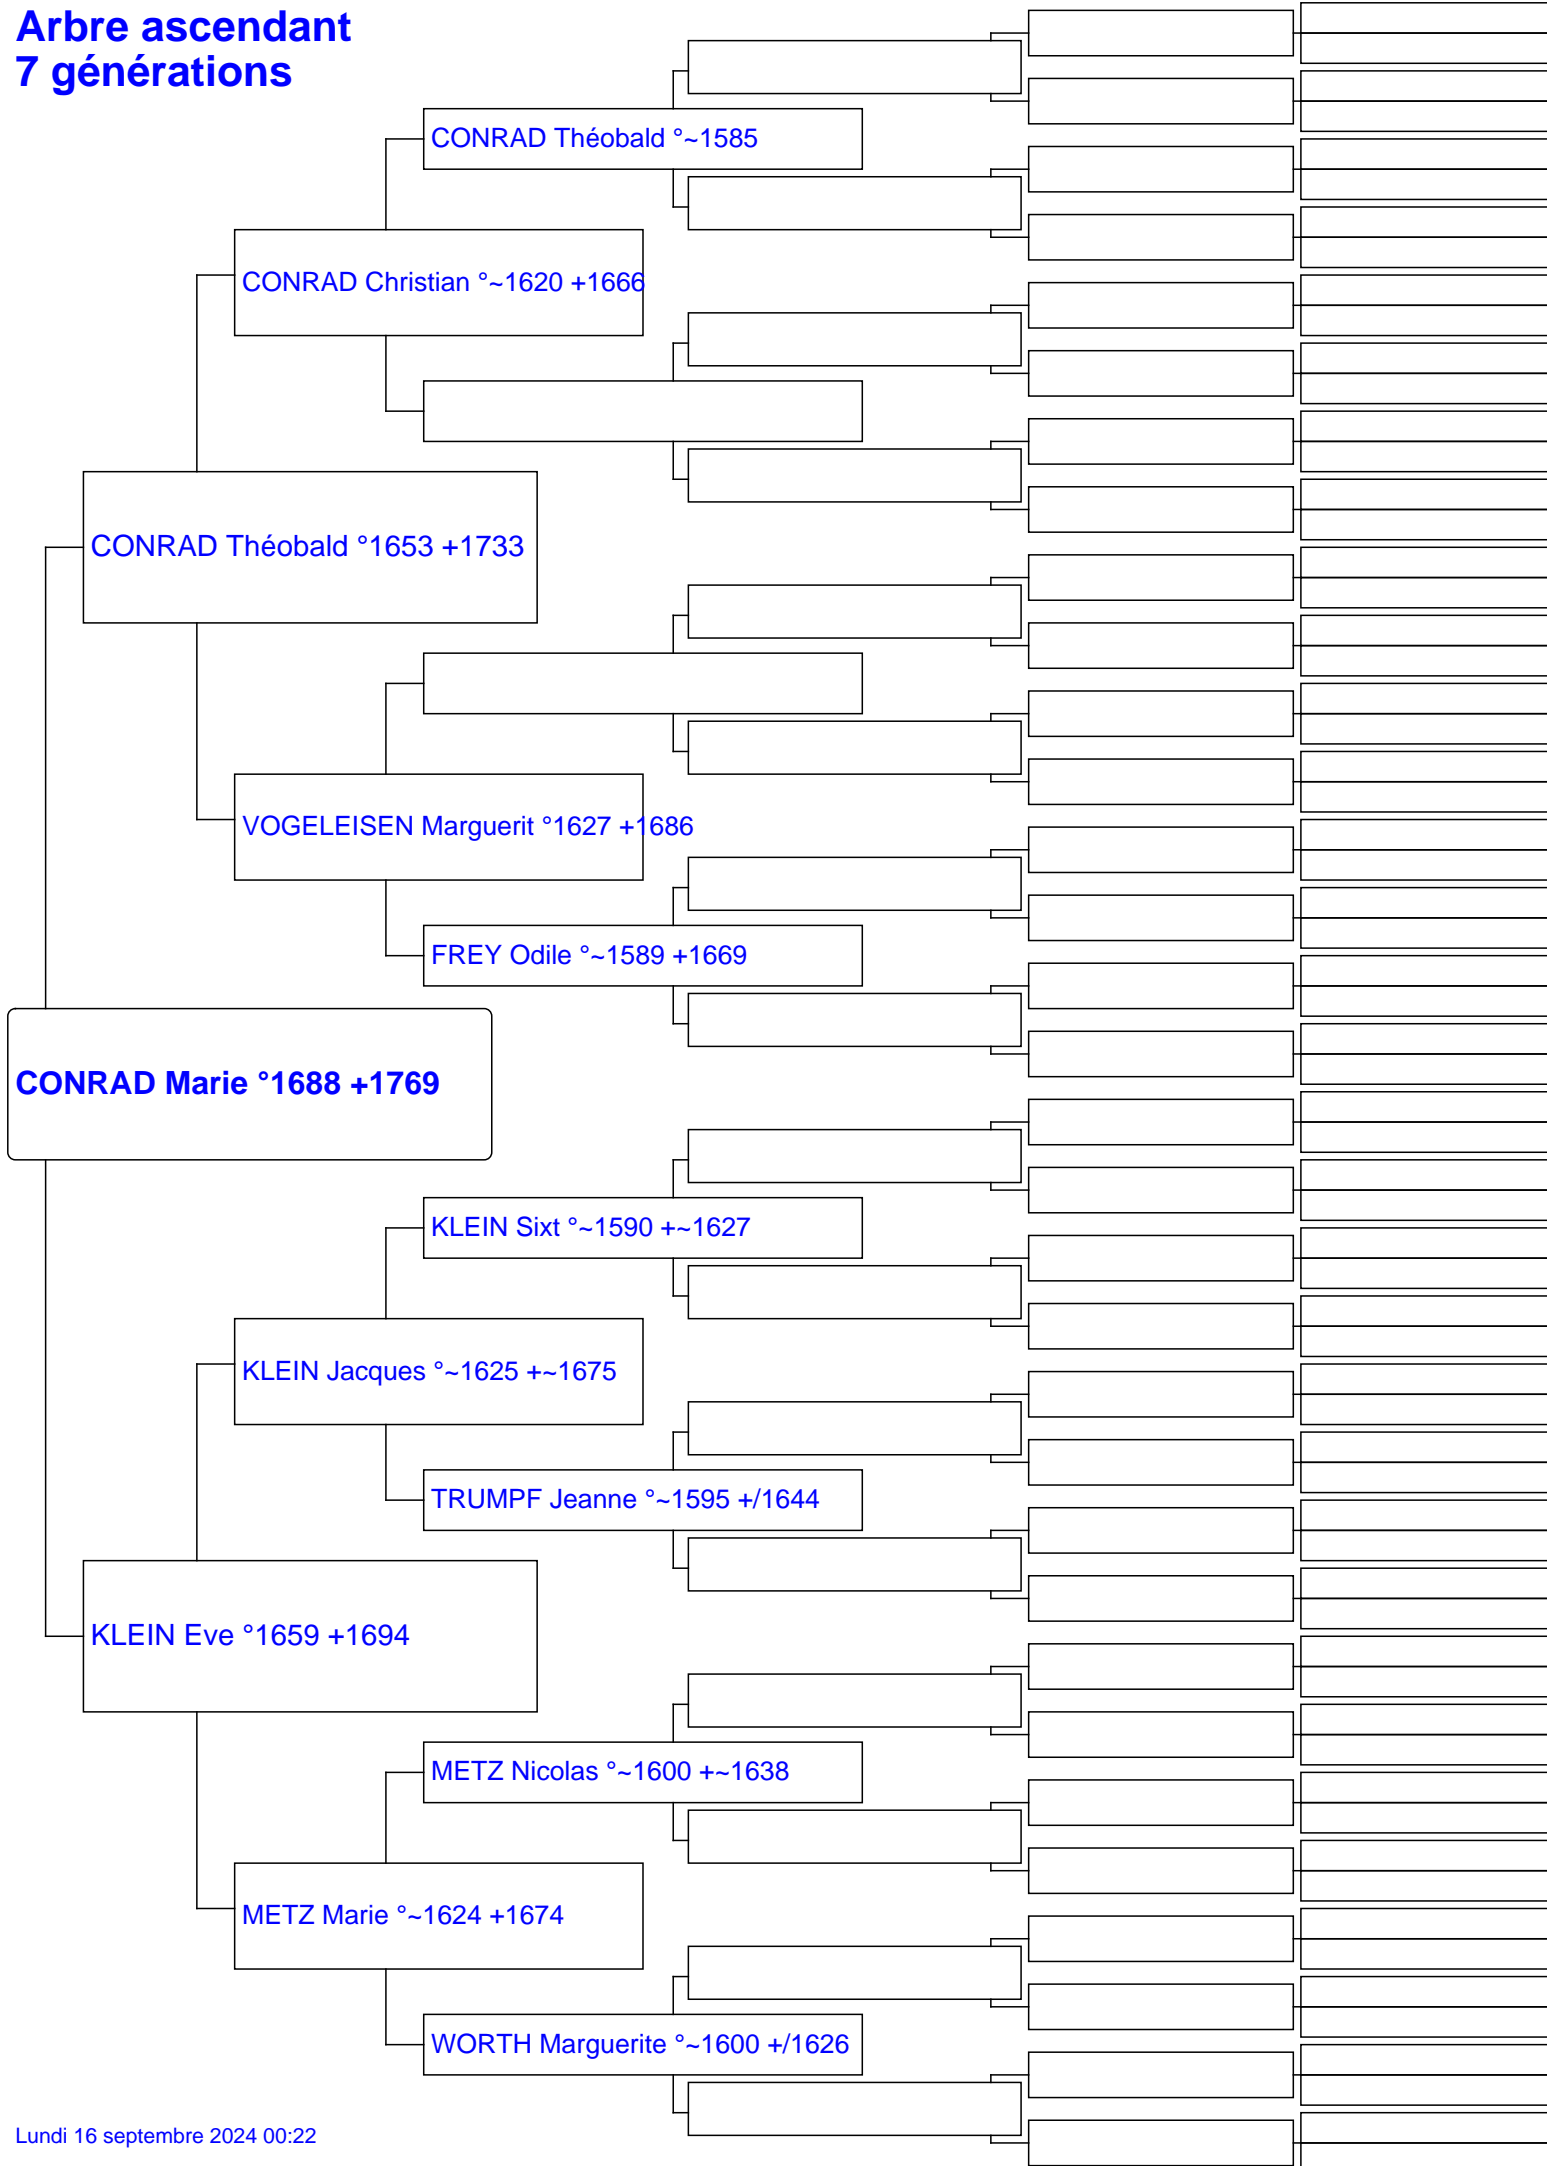 Arbre ascendant
7 générations
CONRAD Théobald °~1585
CONRAD Christian °~1620 +1666
CONRAD Théobald °1653 +1733
VOGELEISEN Marguerit °1627 +1686
FREY Odile °~1589 +1669
CONRAD Marie °1688 +1769
KLEIN Sixt °~1590 +~1627
KLEIN Jacques °~1625 +~1675
TRUMPF Jeanne °~1595 +/1644
KLEIN Eve °1659 +1694
METZ Nicolas °~1600 +~1638
METZ Marie °~1624 +1674
WORTH Marguerite °~1600 +/1626
Lundi 16 septembre 2024 00:22